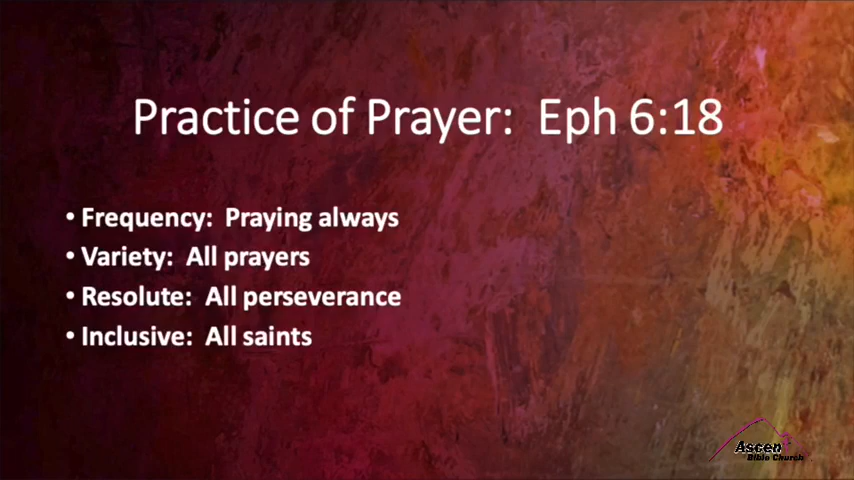 Practice of Prayer: Eph 6:18
• Frequency: Praying always
• Variety: All prayers
• Resolute: All perseverance
• Inclusive: All saints
Ascen
Bible Church